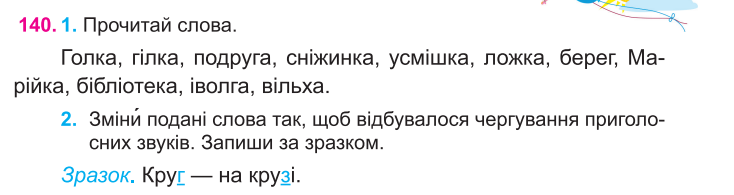 140. 1. Прочитай слова.
Голка, гілка, подруга, сніжинка, усмішка, ложка, берег, Ма-
рійка, бібліотека, іволга, вільха.
2. Зміни́ подані слова так, щоб відбувалося чергування приголо-
сних звуків. Запиши за зразком.
Зразок. Круг — на крузі.